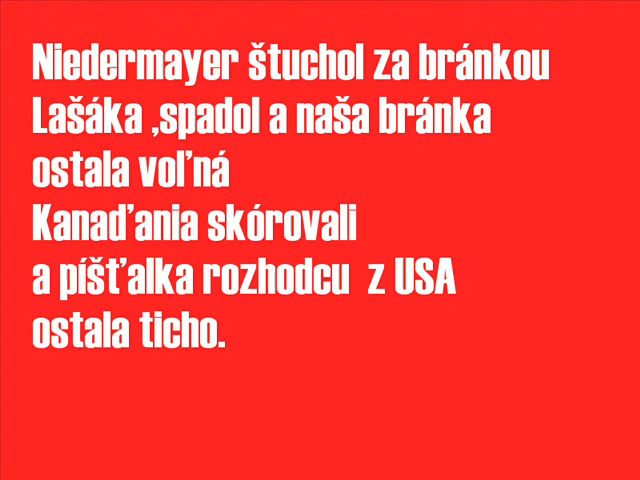 Niedermayer štuchol za bránkou
Lašáka ,spadol a naša bránka
ostala voľná
Kanaďania skórovali
a píšťalka rozhodcu  z USA
ostala ticho.